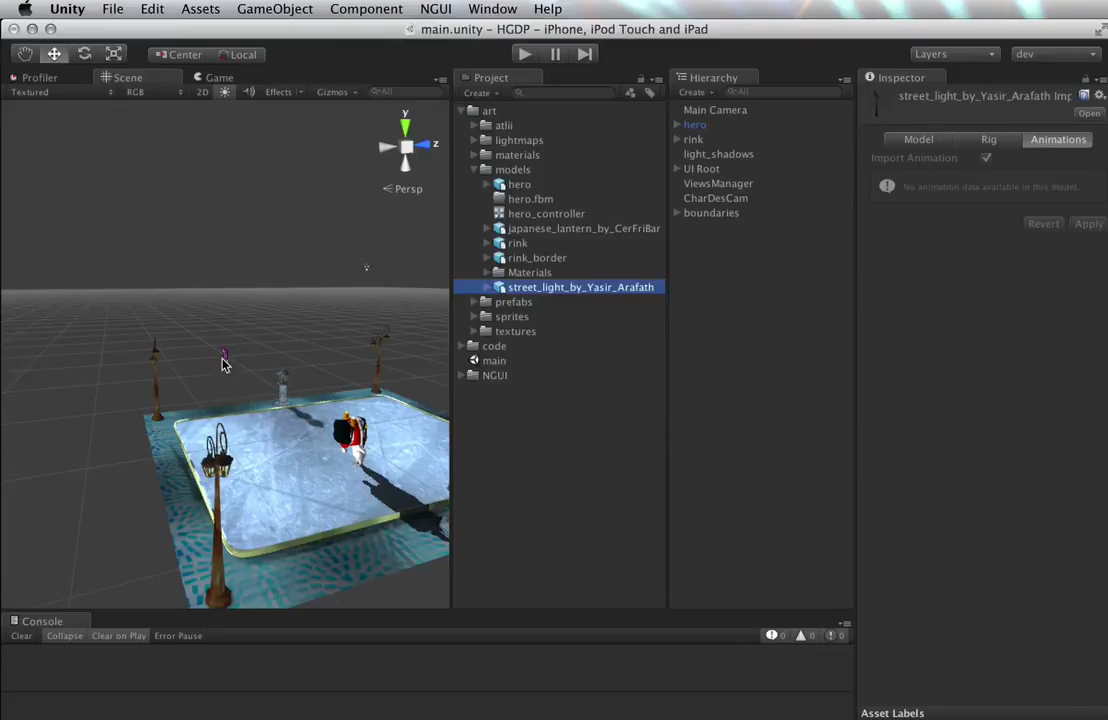 Unity File Edit Assets GameObject Component NGUI Window Help
main.unity – HGDP – iPhone, iPod Touch and iPad
Center Local Layers dev
Profiler Scene Game
Textured RGB 2D Effects Gizmos All
y
z
Persp
Project
Create
art
atlii
lightmaps
materials
models
hero
hero.fbm
hero_controller
japanese_lantern_by_CerFriBar
rink
rink_border
Materials
street_light_by_Yasir_Arafath
prefabs
sprites
textures
code
main
NGUI
Hierarchy
Create All
Main Camera
hero
rink
light_shadows
UI Root
ViewsManager
CharDesCam
boundaries
Inspector
street_light_by_Yasir_Arafath Imp
Open
Model Rig Animations
Import Animation
No animation data available in this model.
Revert Apply
Console
Clear Collapse Clear on Play Error Pause 0 0 0
Asset Labels